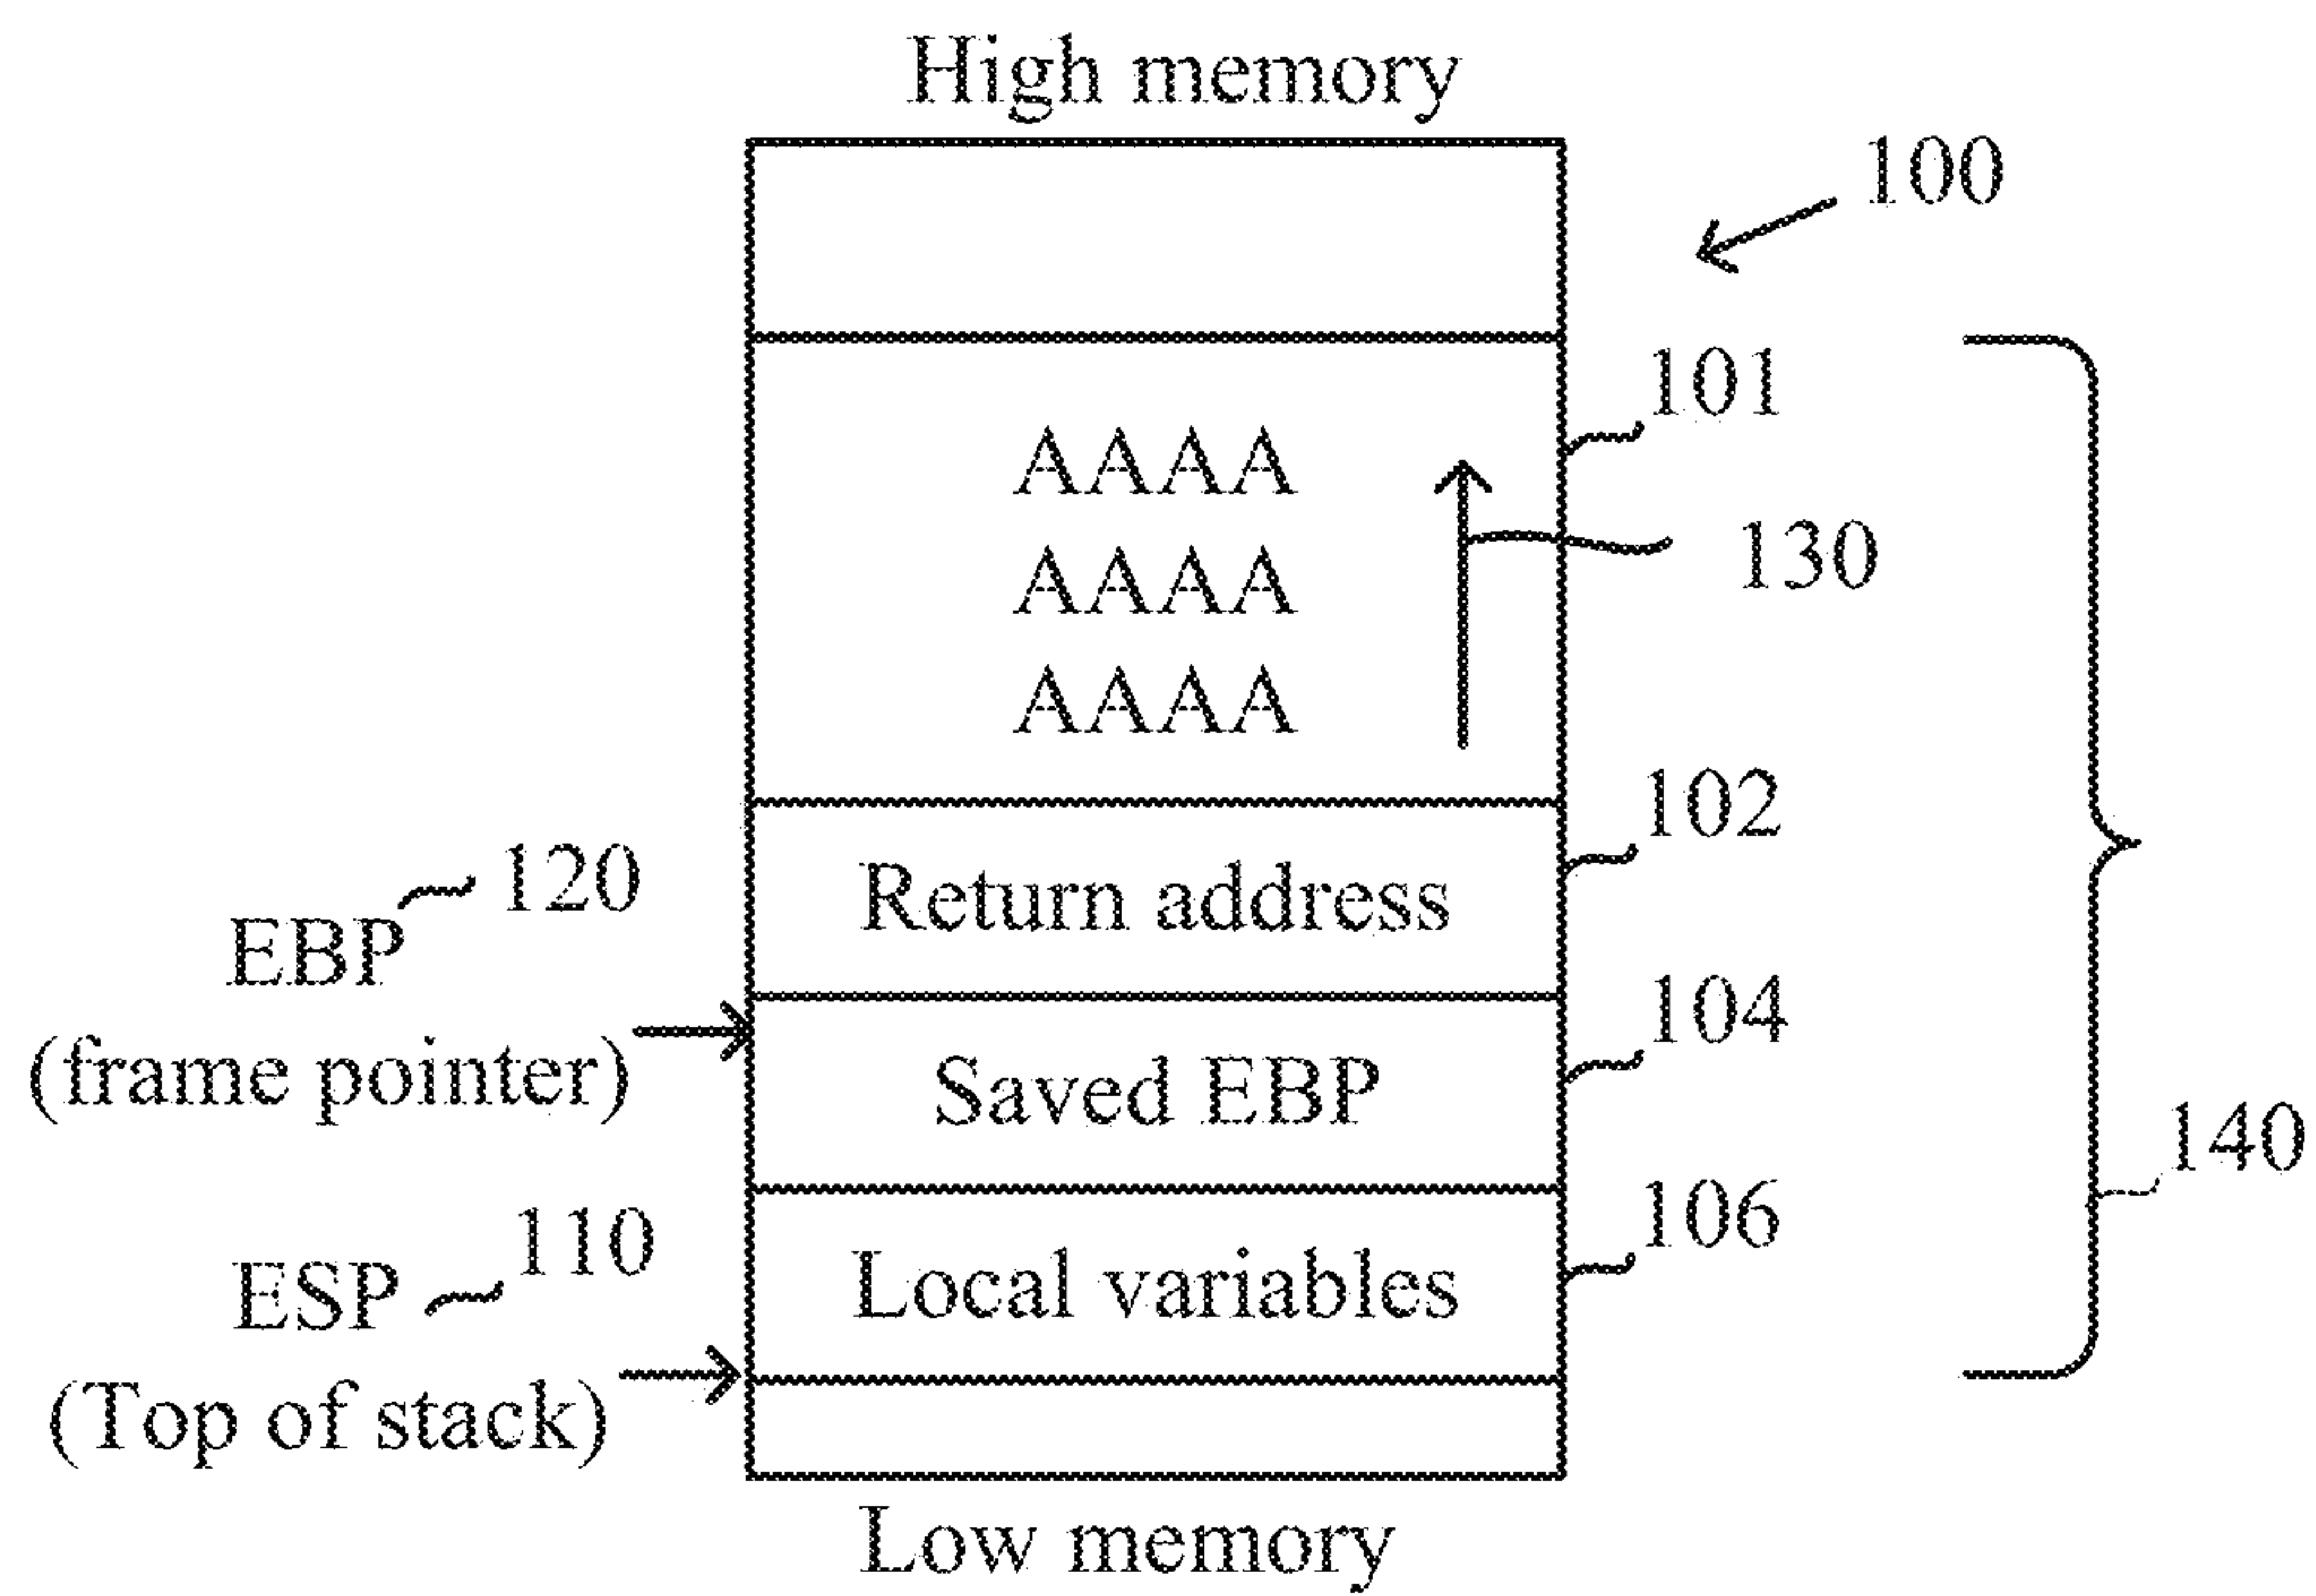 High memory
100
101
AAAA
130
AAAA
AAAA
102
120
Return address
EBP
104
(frame pointer)
Saved EBP
140
106
110
ESP
Local variables
(Top of stack)
Low memory